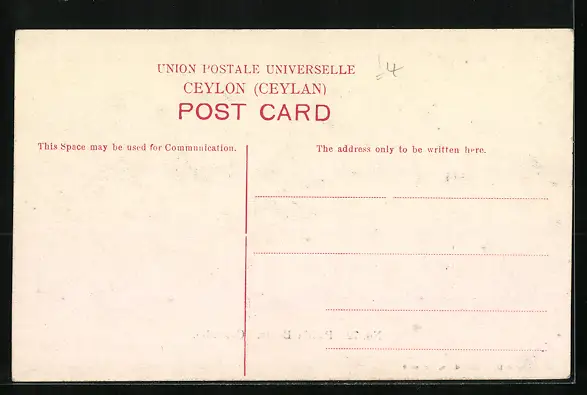 UNION POSTALE UNIVERSELLE
CEYLON (CEYLAN)
POST CARD
4
This Space may be used for Communication.
The address only to be written here.